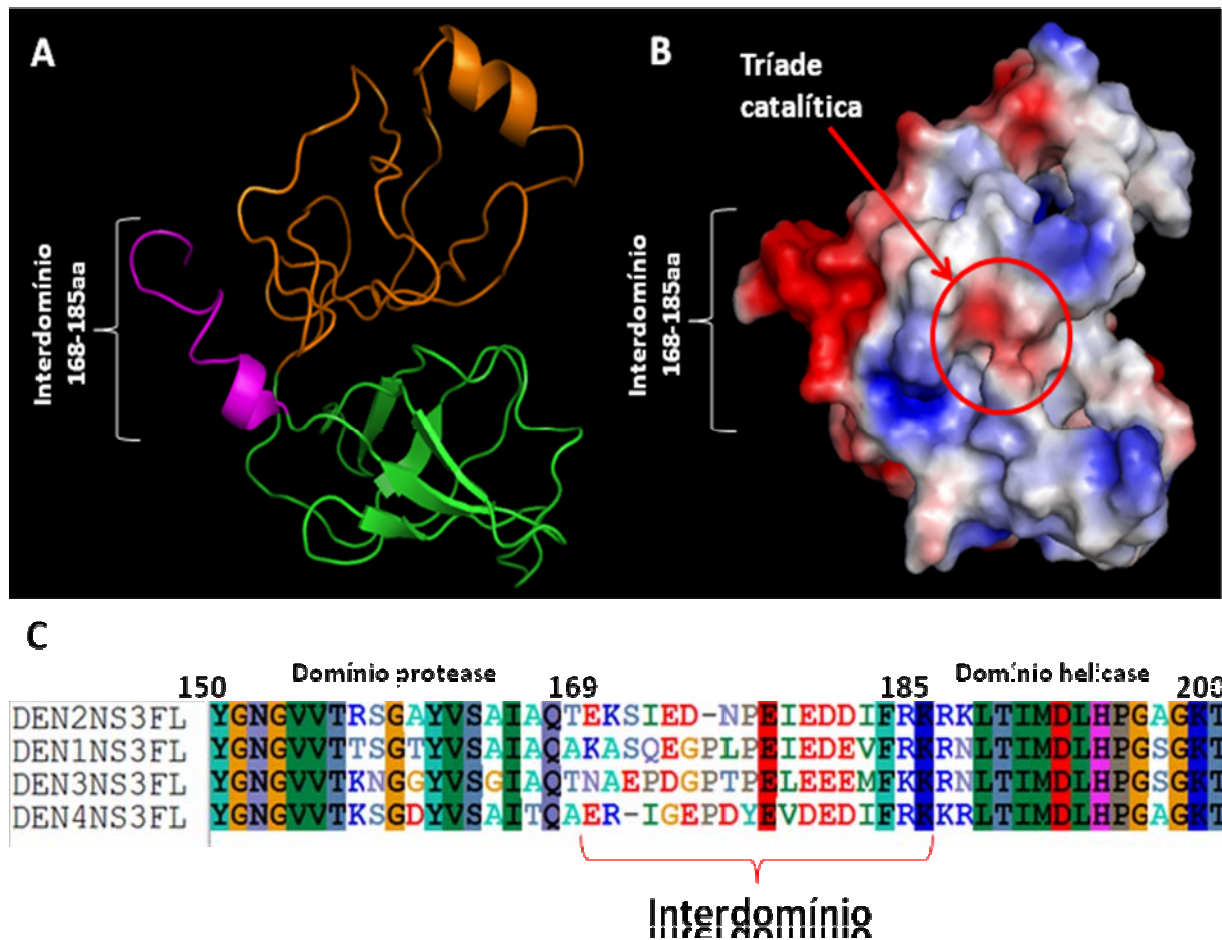 A
B
Tríade
catalítica
Interdomínio
168-185aa
Interdomínio
168-185aa
C
Domínio protease
Domínio helicase
150 169 185 200
DEN2NS3FL YGNGVVTRSGAYVSAIAQTEKSIED-NPEIEDDIFRKRKLTIMDLHPGAGKT
DEN1NS3FL YGNGVVTTSGTYVSAIAQAKASQEGPLPEIEDEVFRKRNLTIMDLHPGSGKT
DEN3NS3FL YGNGVVTKNGGYVSGIAQTNAEPDGPTPELEEEMFKKRNLTIMDLHPGSGKT
DEN4NS3FL YGNGVVTKSGDYVSAITQAER-IGEPDYEVDEDIFRKKRLTIMDLHPGAGKT
Interdomínio